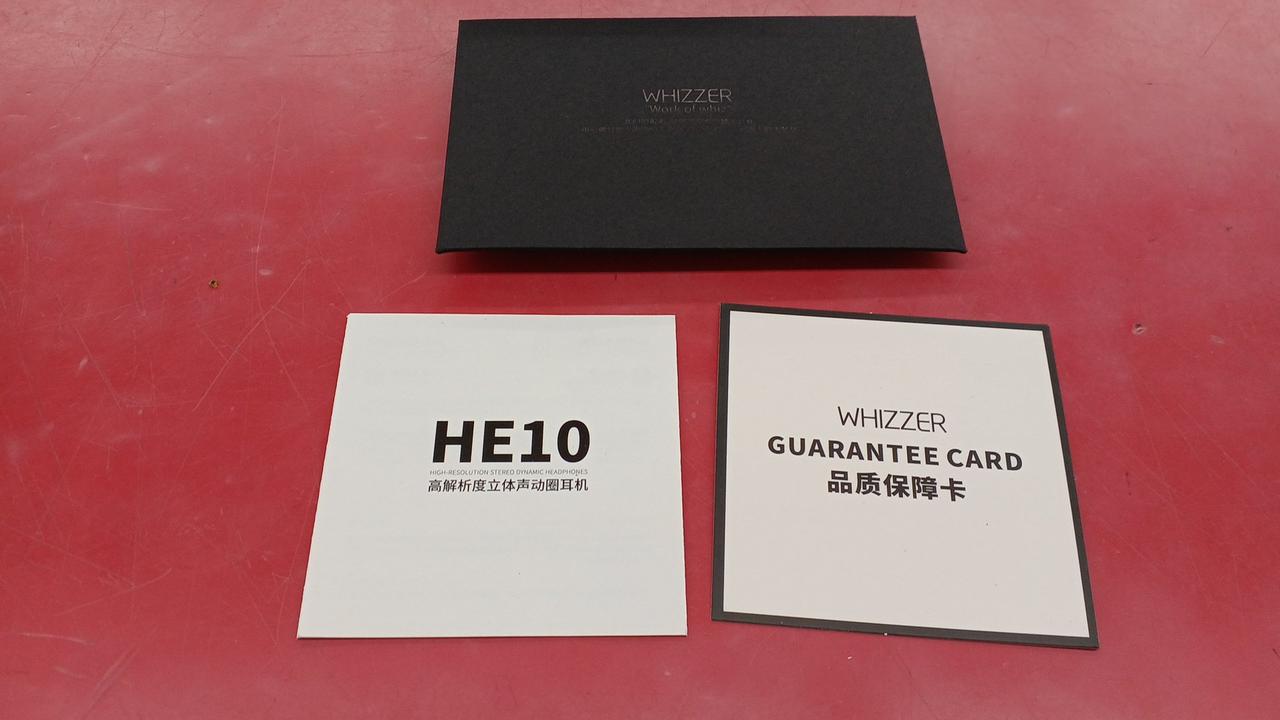 WHIZZER
"Work of whiz"
HE10
HIGH-RESOLUTION STEREO DYNAMIC HEADPHONES
高解析度立体声动圈耳机
WHIZZER
GUARANTEE CARD
品质保障卡